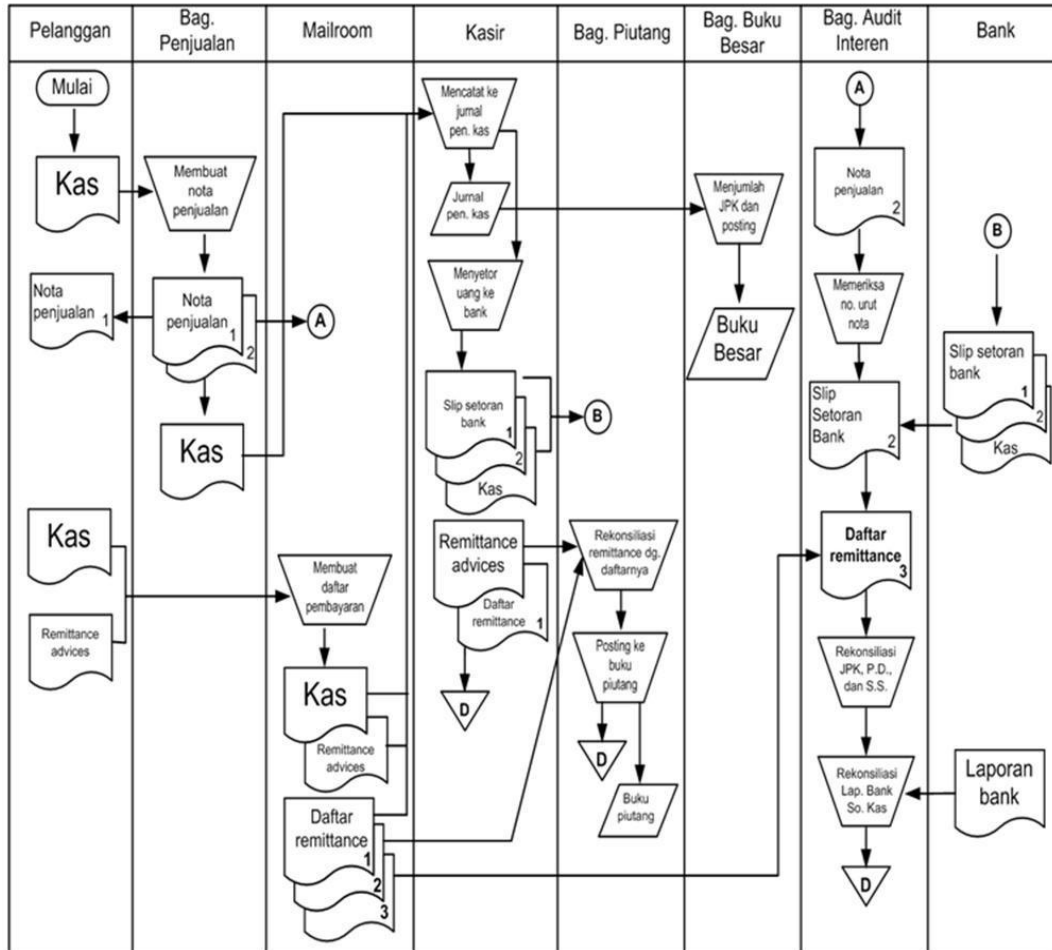 Pelanggan
Bag.
Penjualan
Mailroom
Kasir
Bag. Piutang
Bag. Buku
Besar
Bag. Audit
Interen
Bank
Mulai
Kas
Membuat
nota
penjualan
Nota
penjualan
1
Nota
penjualan
1
2
A
Kas
Kas
Remittance
advices
Membuat
daftar
pembayaran
Kas
Remittance
advices
Daftar
remittance
1
2
3
Mencatat ke
jurnal
pen. kas
Jurnal
pen. kas
Menyetor
uang ke
bank
Slip setoran
bank
1
2
Kas
B
Remittance
advices
Daftar
remittance
1
D
Rekonsiliasi
remittance dg.
daftarnya
Posting ke
buku
piutang
D
Buku
piutang
Menjumlah
JPK dan
posting
Buku
Besar
A
Nota
penjualan
2
Memeriksa
no. urut
nota
Slip
Setoran
Bank
2
Daftar
remittance
3
Rekonsiliasi
JPK, P.D.,
dan S.S.
Rekonsiliasi
Lap. Bank
So. Kas
D
B
Slip setoran
bank
1
2
Kas
Laporan
bank